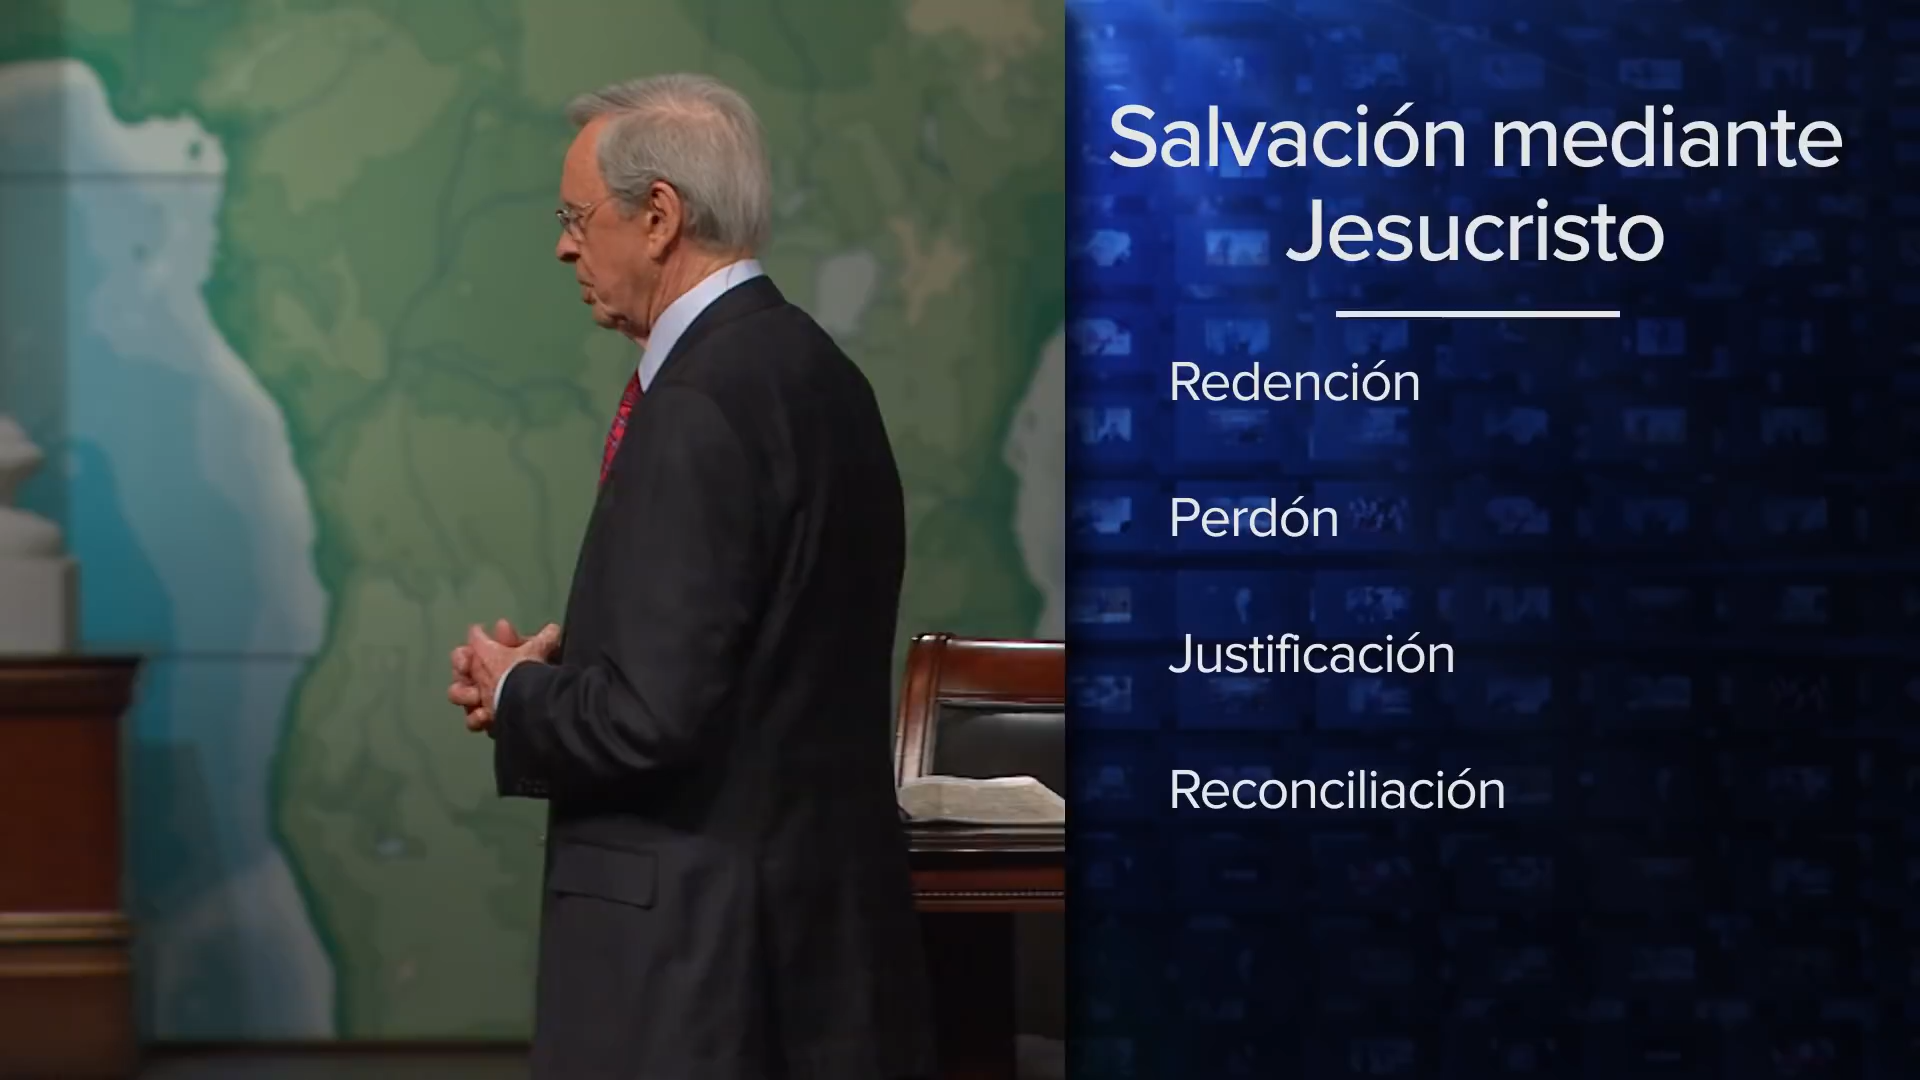 Salvación mediante
Jesucristo
Redención
Perdón
Justificación
Reconciliación